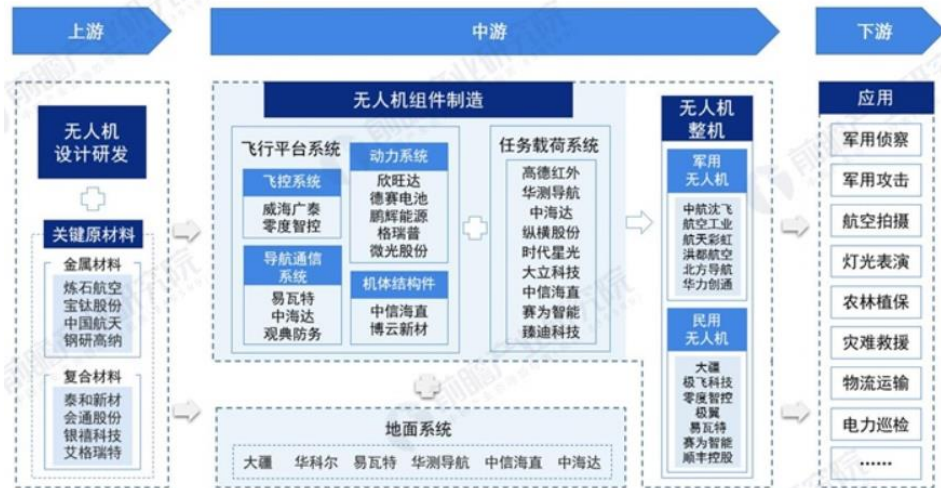 上游
中游
下游
无人机
设计研发
关键原材料
金属材料
炼石航空
宝钛股份
中国航天
钢研高纳
复合材料
泰和新材
会通股份
银禧科技
艾格瑞特
无人机组件制造
飞行平台系统
飞控系统
威海广泰
零度智控
导航通信
系统
易瓦特
中海达
观典防务
动力系统
欣旺达
德赛电池
鹏辉能源
格瑞普
微光股份
机体结构件
中信海直
博云新材
任务载荷系统
高德红外
华测导航
中海达
纵横股份
时代星光
大立科技
中信海直
赛为智能
臻迪科技
地面系统
大疆 华科尔 易瓦特 华测导航 中信海直 中海达
无人机
整机
军用
无人机
中航沈飞
航空工业
航天彩虹
洪都航空
北方导航
华力创通
民用
无人机
大疆
极飞科技
零度智控
极翼
易瓦特
赛为智能
顺丰控股
应用
军用侦察
军用攻击
航空拍摄
灯光表演
农林植保
灾难救援
物流运输
电力巡检
······
前瞻产业研究院